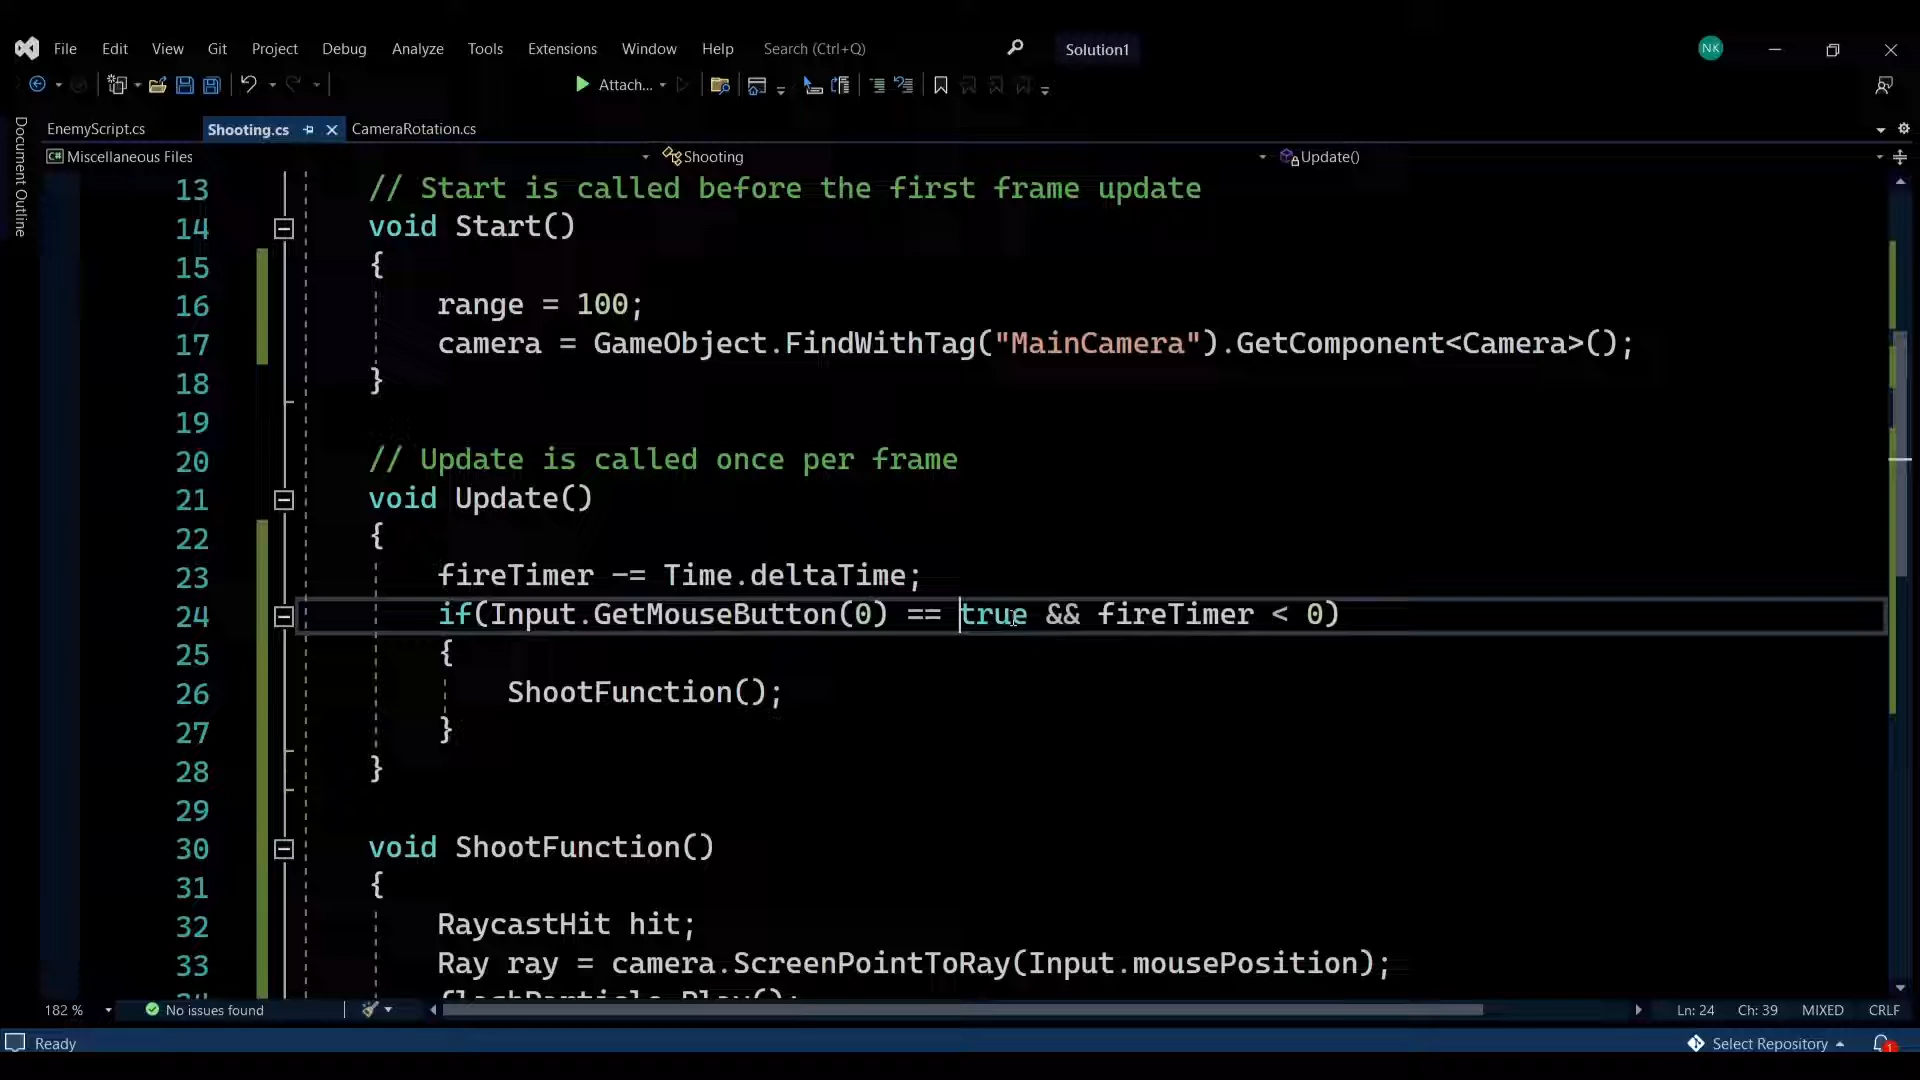 File Edit View Git Project Debug Analyze Tools Extensions Window Help Search (Ctrl+Q) Solution1 NK
Attach...
Document Outline
EnemyScript.cs Shooting.cs CameraRotation.cs
C# Miscellaneous Files Shooting Update()
13 // Start is called before the first frame update
14 void Start()
15 {
16 range = 100;
17 camera = GameObject.FindWithTag("MainCamera").GetComponent<Camera>();
18 }
19
20 // Update is called once per frame
21 void Update()
22 {
23 fireTimer -= Time.deltaTime;
24 if(Input.GetMouseButton(0) == true && fireTimer < 0)
25 {
26 ShootFunction();
27 }
28 }
29
30 void ShootFunction()
31 {
32 RaycastHit hit;
33 Ray ray = camera.ScreenPointToRay(Input.mousePosition);
182 % No issues found Ln: 24 Ch: 39 MIXED CRLF
Ready Select Repository 1